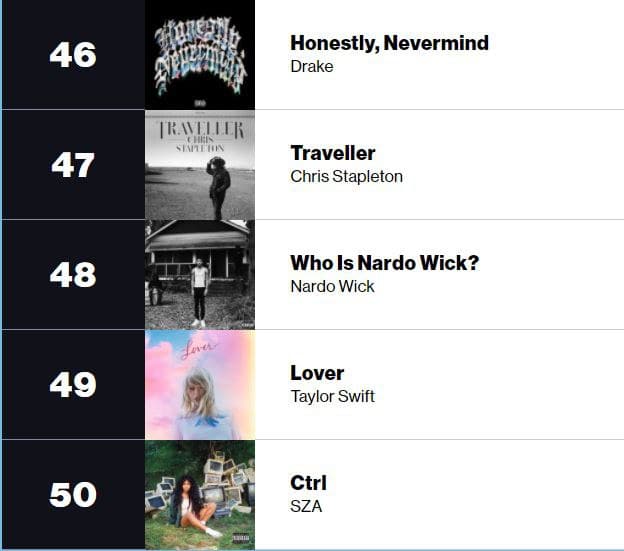 46
Honestly,
Nevermind
Honestly, Nevermind
Drake
47
TRAVELLER
CHRIS
STAPLETON
Traveller
Chris Stapleton
48
Who Is Nardo Wick?
Nardo Wick
49
Lover
Lover
Taylor Swift
50
Ctrl
SZA